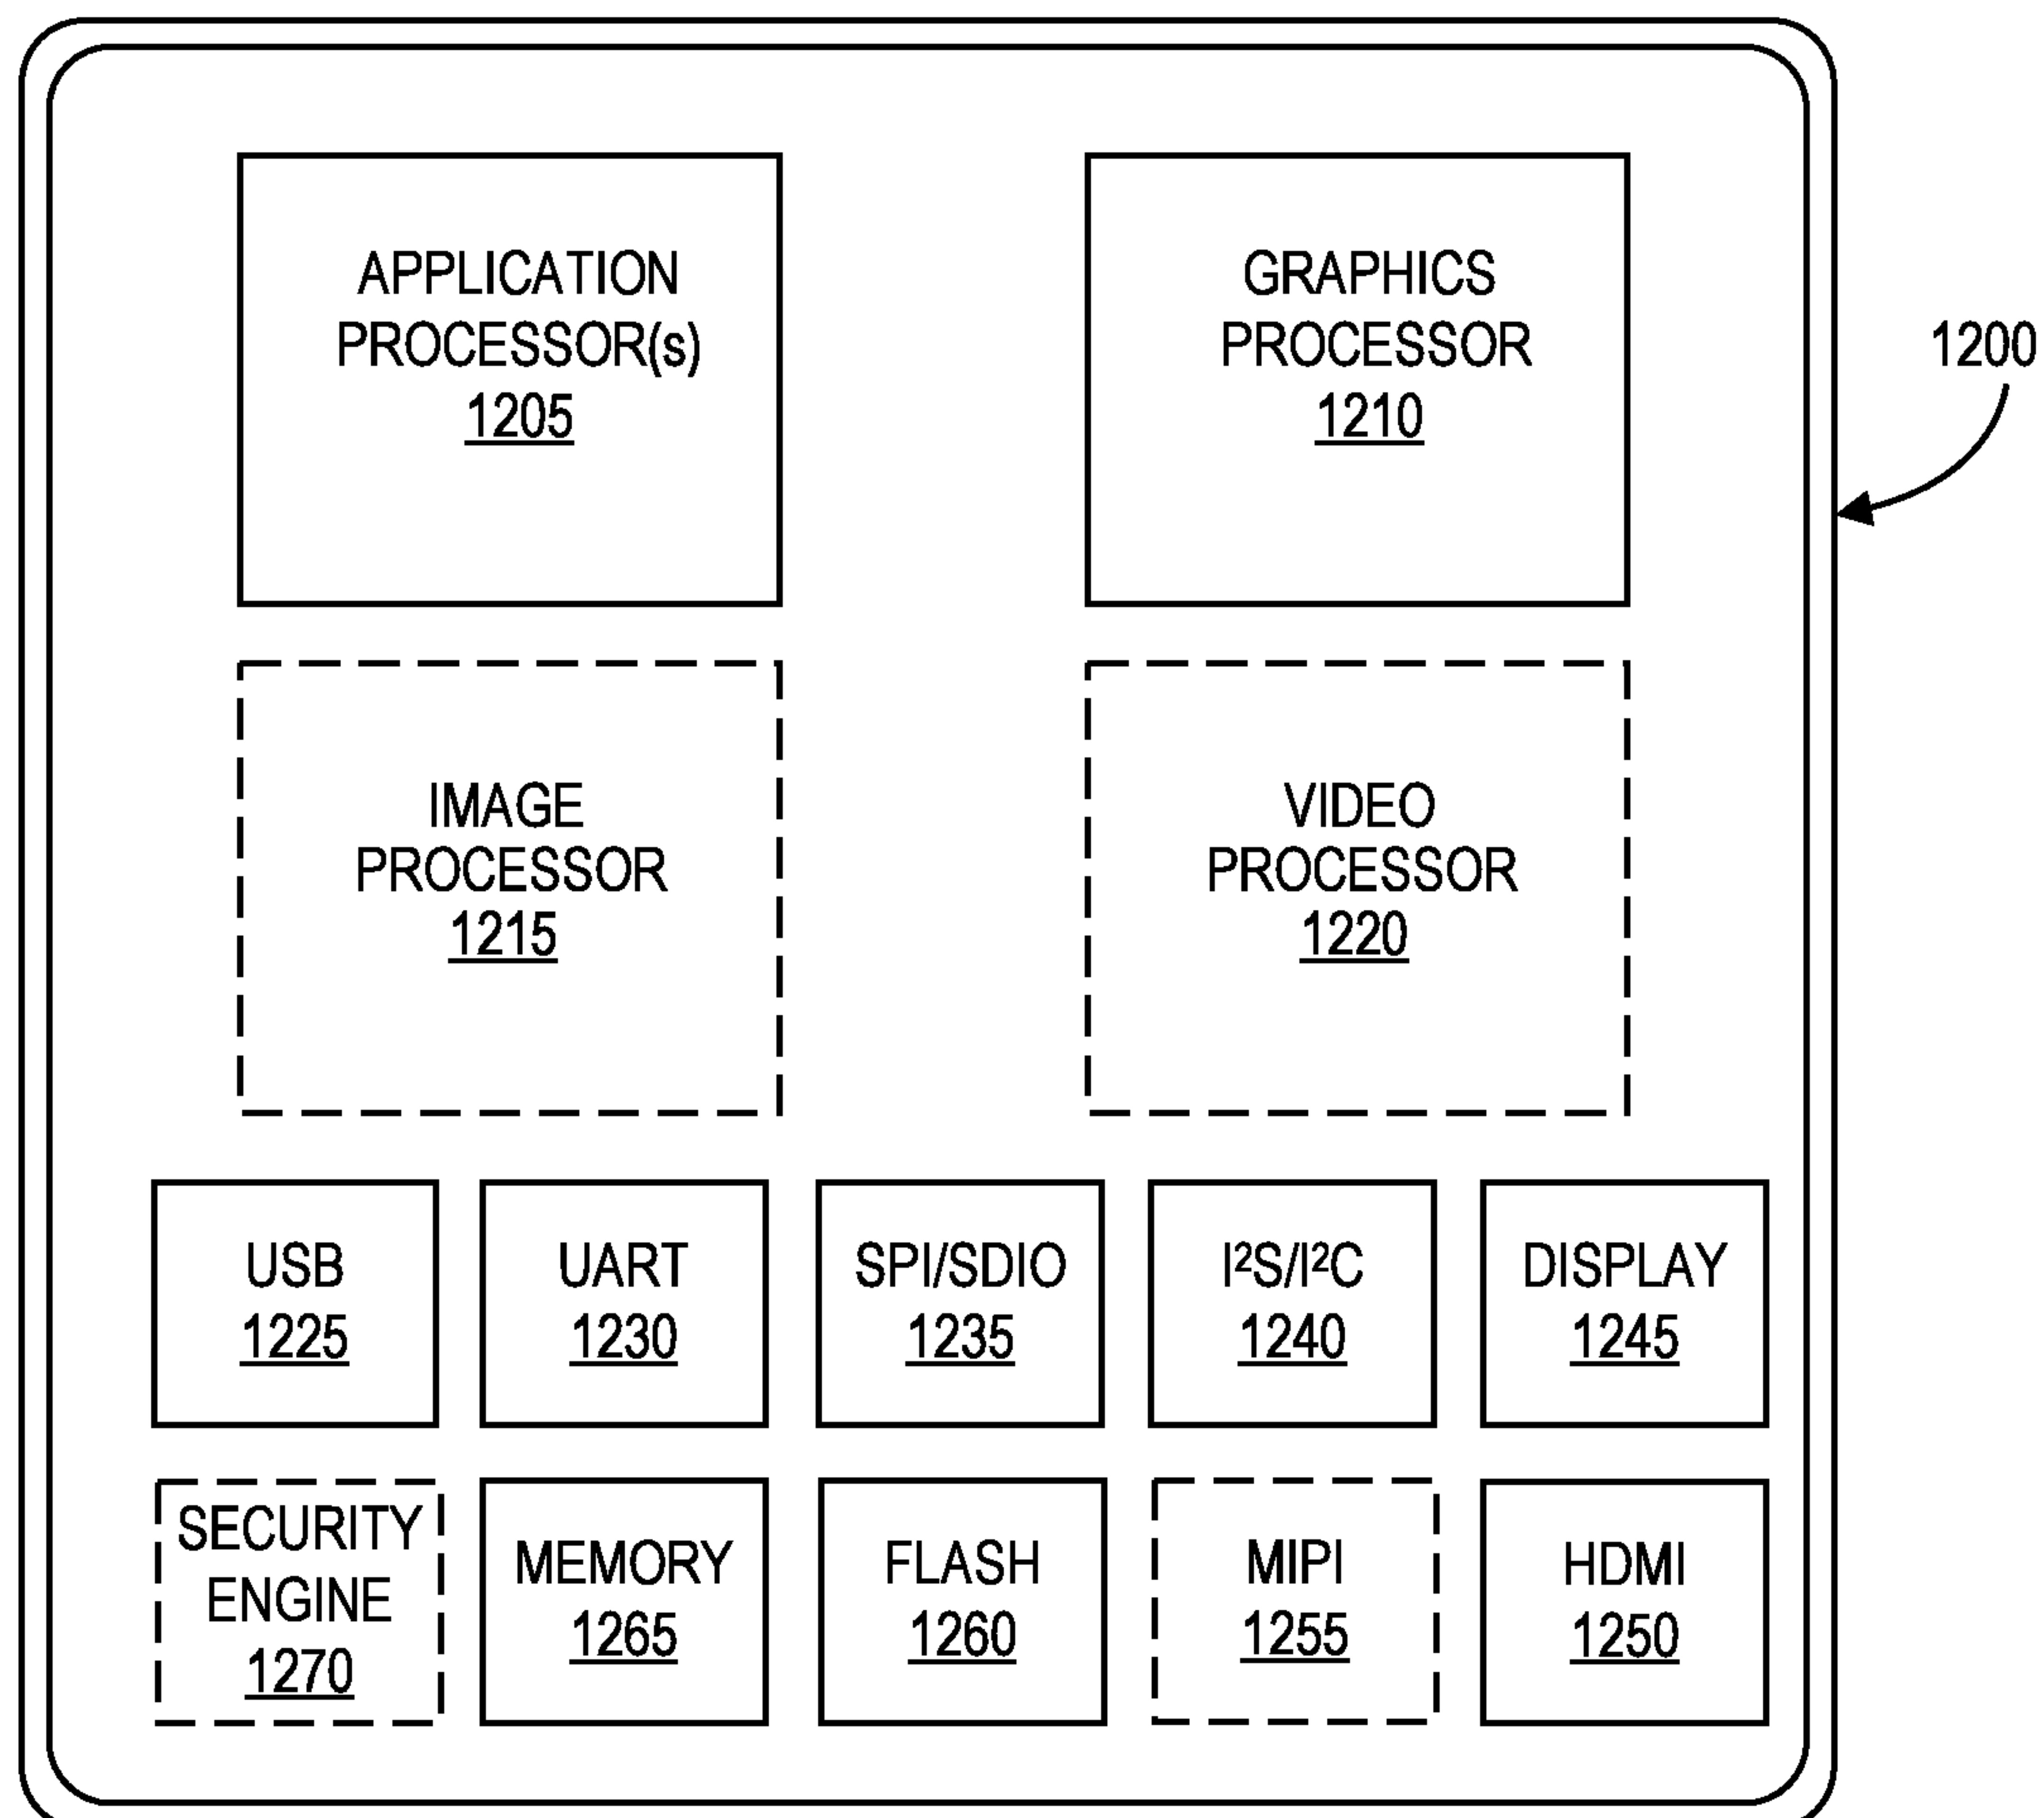 APPLICATION
PROCESSOR(s)
1205
GRAPHICS
PROCESSOR
1210
1200
IMAGE
PROCESSOR
1215
VIDEO
PROCESSOR
1220
USB
1225
UART
1230
SPI/SDIO
1235
I²S/I²C
1240
DISPLAY
1245
SECURITY
ENGINE
1270
MEMORY
1265
FLASH
1260
MIPI
1255
HDMI
1250